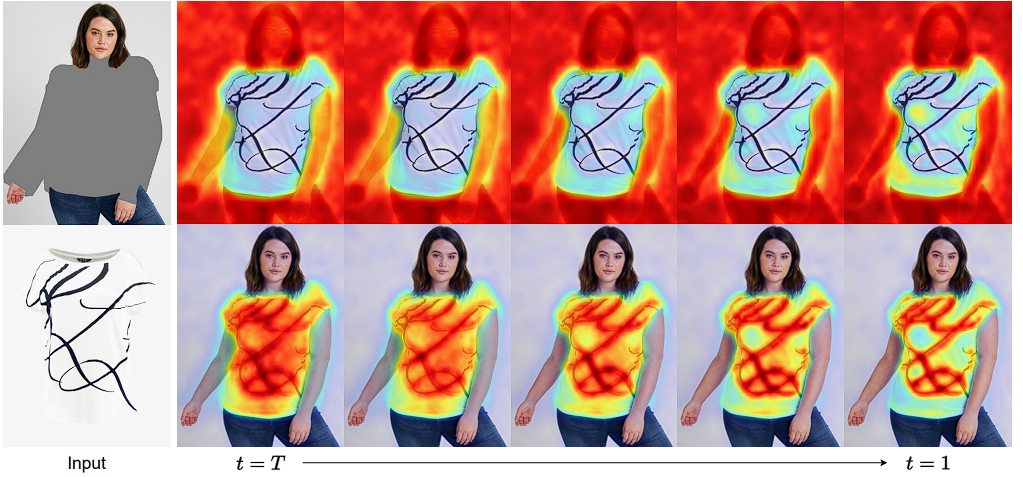 Input
t = T
t = 1